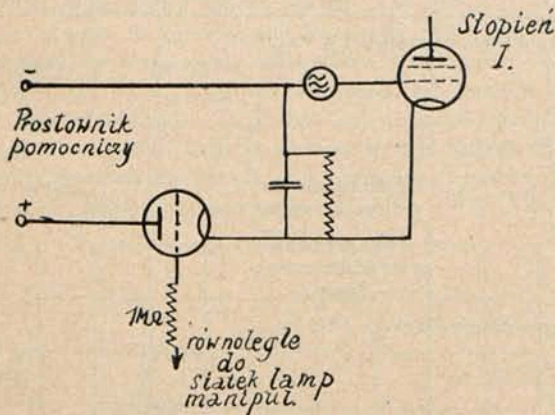 Stopień
I.
-
Prostownik
pomocniczy
+
1MΩ
równolegle
do
siatek lamp
manipul.